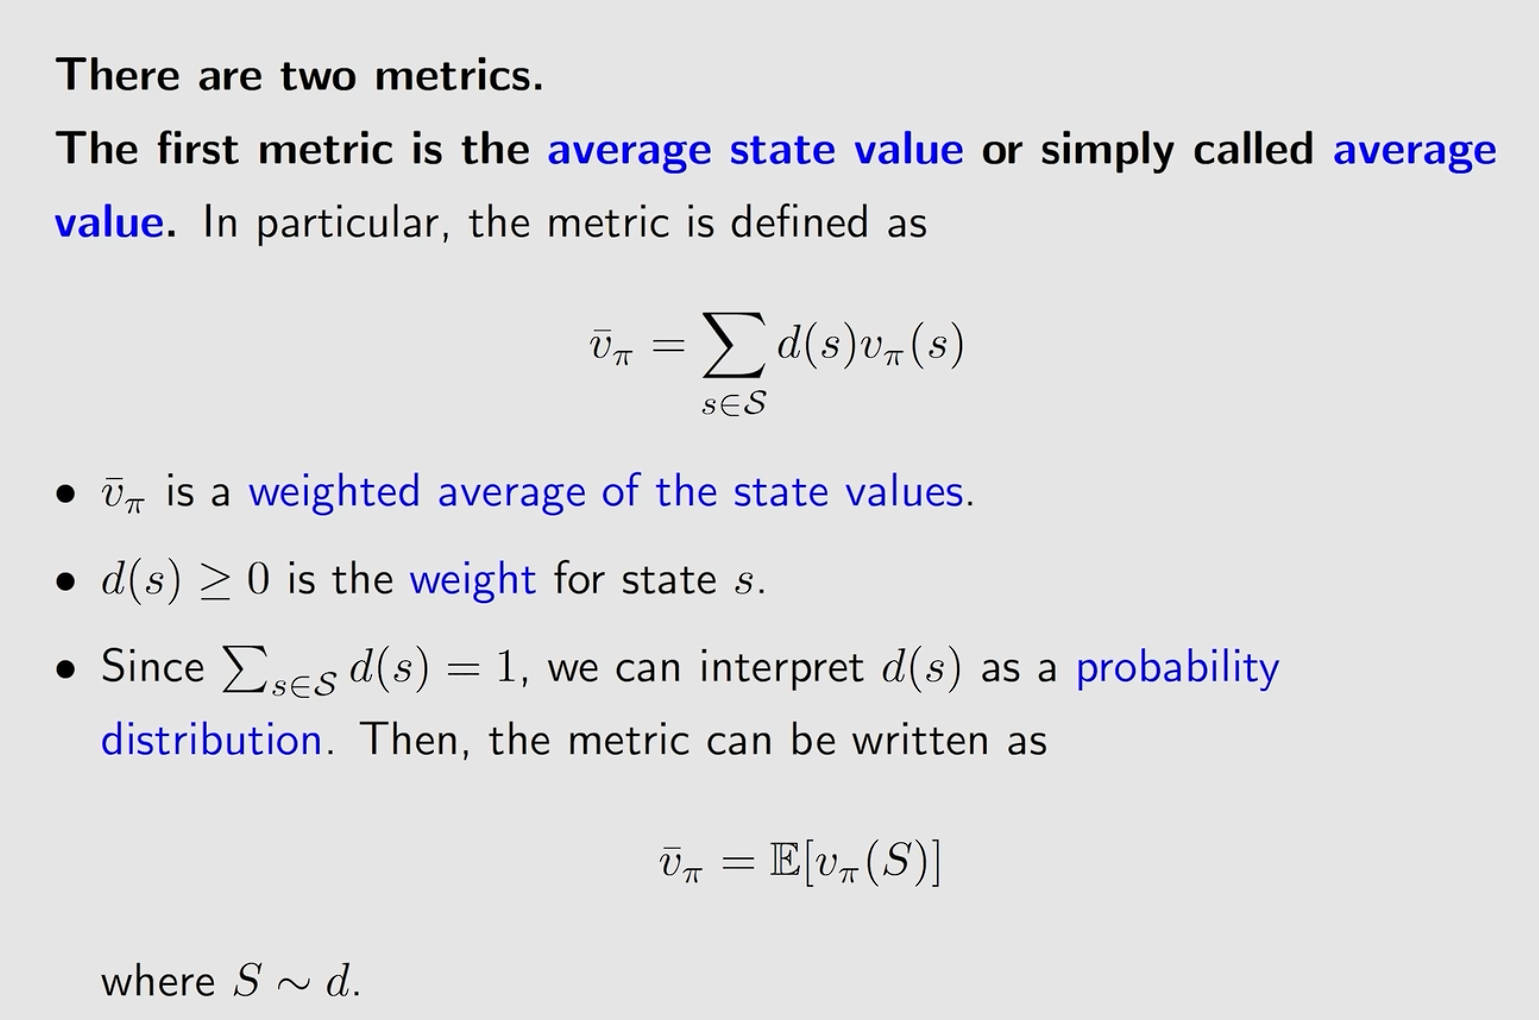 There are two metrics.
The first metric is the average state value or simply called average
value. In particular, the metric is defined as
$\bar{v}_\pi = \sum_{s \in \mathcal{S}} d(s) v_\pi(s)$
• $\bar{v}_\pi$ is a weighted average of the state values.
• $d(s) \geq 0$ is the weight for state $s$.
• Since $\sum_{s \in \mathcal{S}} d(s) = 1$, we can interpret $d(s)$ as a probability
distribution. Then, the metric can be written as
$\bar{v}_\pi = \mathbb{E}[v_\pi(S)]$
where $S \sim d$.